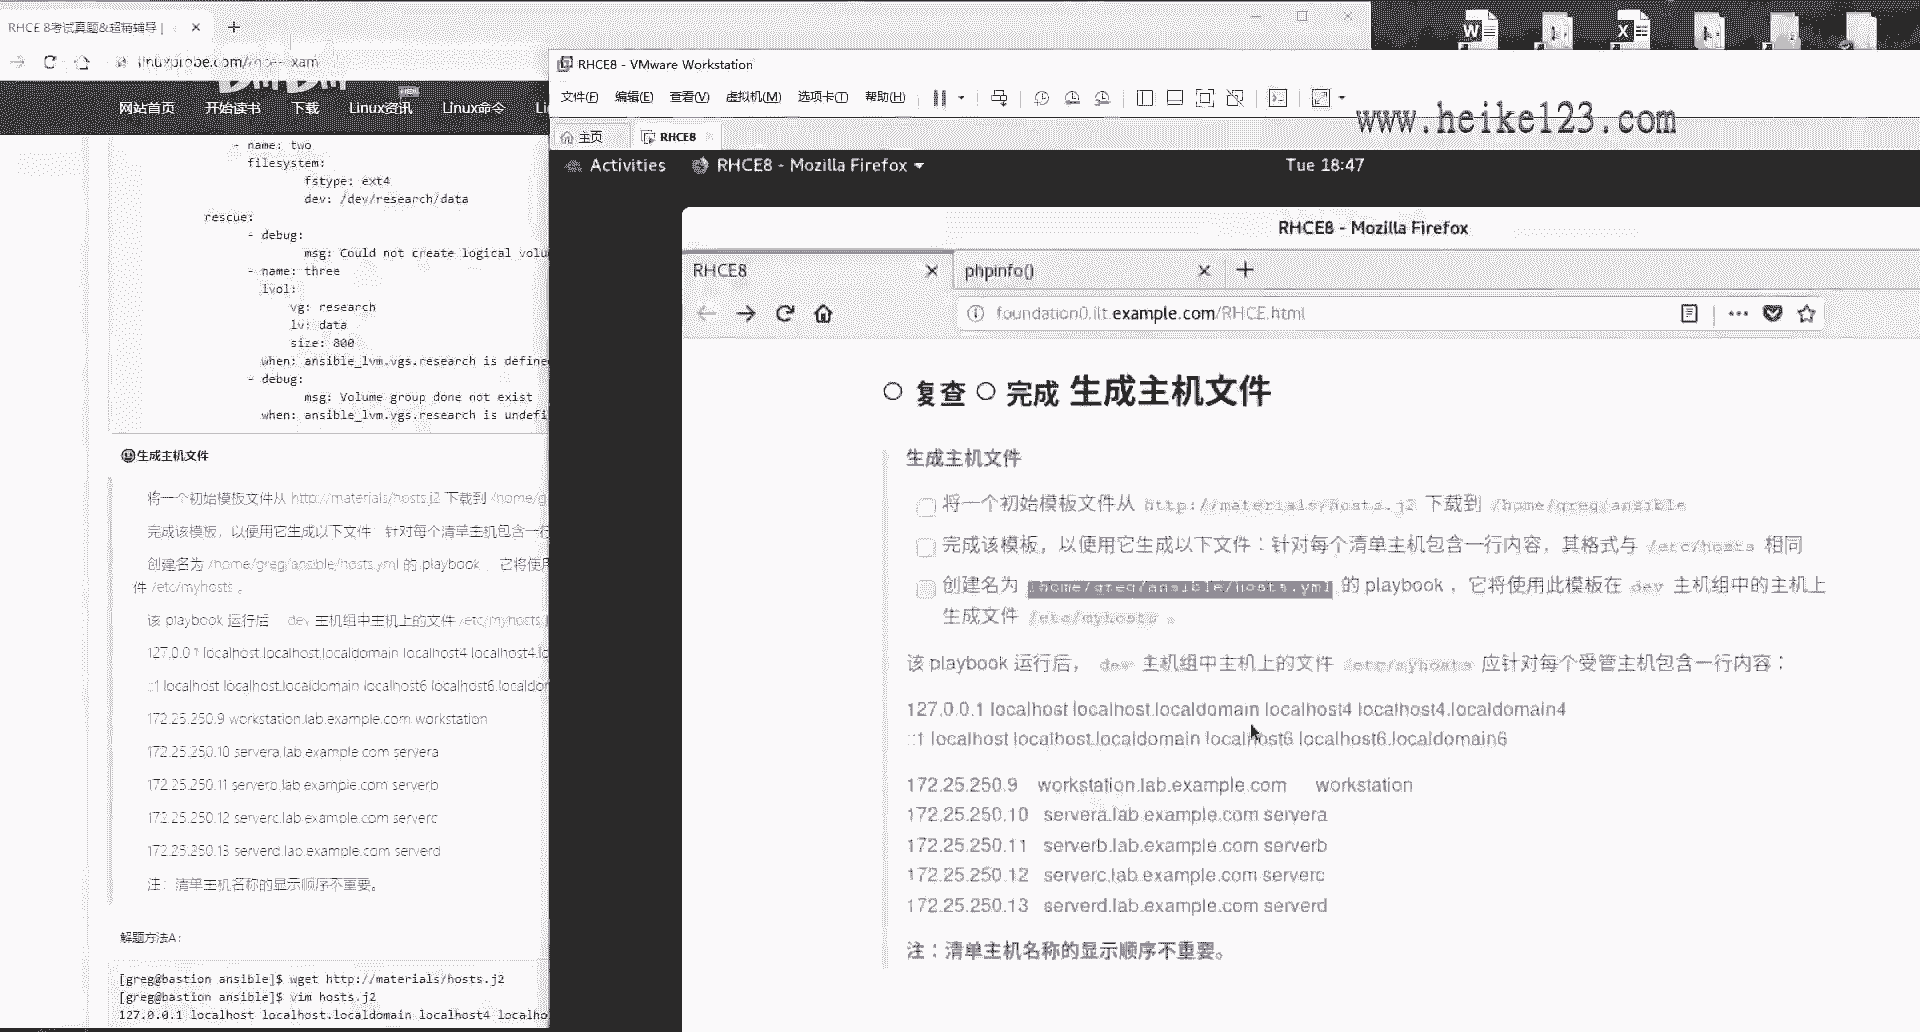 RHCE 8考试真题&超精辅导 |
linuxprobe.com/rhce-exam
网站首页 开始读书 下载 Linux资讯 Linux命令
- name: two
filesystem:
fstype: ext4
dev: /dev/research/data
rescue:
- debug:
msg: Could not create logical volu
- name: three
lvol:
vg: research
lv: data
size: 800
when: ansible_lvm.vgs.research is define
- debug:
msg: Volume group done not exist
when: ansible_lvm.vgs.research is undefi
生成主机文件
将一个初始模板文件从 http://materials/hosts.j2 下载到 /home/g
完成该模板，以便用它生成以下文件 针对每个清单主机包含一行
创建名为 /home/greg/ansible/hosts.yml 的 playbook ，它将使用
件 /etc/myhosts 。
该 playbook 运行后 dev 主机组中主机上的文件 /etc/myhosts
127.0.0.1 localhost localhost.localdomain localhost4 localhost4.lo
::1 localhost localhost.localdomain localhost6 localhost6.localdom
172.25.250.9 workstation.lab.example.com workstation
172.25.250.10 servera.lab.example.com servera
172.25.250.11 serverb.lab.example.com serverb
172.25.250.12 serverc.lab.example.com serverc
172.25.250.13 serverd.lab.example.com serverd
注：清单主机名称的显示顺序不重要。
解题方法A：
[greg@bastion ansible]$ wget http://materials/hosts.j2
[greg@bastion ansible]$ vim hosts.j2
127.0.0.1 localhost localhost.localdomain localhost4 localho
RHCE8 - VMware Workstation
文件(F) 编辑(E) 查看(V) 虚拟机(M) 选项卡(T) 帮助(H)
www.heike123.com
主页 RHCE8
Activities RHCE8 - Mozilla Firefox Tue 18:47
RHCE8 - Mozilla Firefox
RHCE8 phpinfo()
foundation0.ilt.example.com/RHCE.html
复查 完成 生成主机文件
生成主机文件
将一个初始模板文件从 http://materials/hosts.j2 下载到 /home/greg/ansible
完成该模板，以便用它生成以下文件：针对每个清单主机包含一行内容，其格式与 /etc/hosts 相同
创建名为 /home/greg/ansible/hosts.yml 的 playbook ，它将使用此模板在 dev 主机组中的主机上
生成文件 /etc/myhosts 。
该 playbook 运行后， dev 主机组中主机上的文件 /etc/myhosts 应针对每个受管主机包含一行内容：
127.0.0.1 localhost localhost.localdomain localhost4 localhost4.localdomain4
::1 localhost localhost.localdomain localhost6 localhost6.localdomain6
172.25.250.9 workstation.lab.example.com workstation
172.25.250.10 servera.lab.example.com servera
172.25.250.11 serverb.lab.example.com serverb
172.25.250.12 serverc.lab.example.com serverc
172.25.250.13 serverd.lab.example.com serverd
注：清单主机名称的显示顺序不重要。